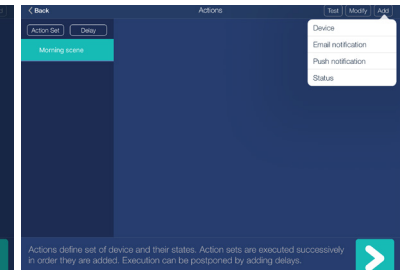 Back
Actions
Test Modify Add
Action Set Delay
Device
Morning scene
Email notification
Push notification
Status
Actions define set of device and their states. Action sets are executed successively
in order they are added. Execution can be postponed by adding delays.